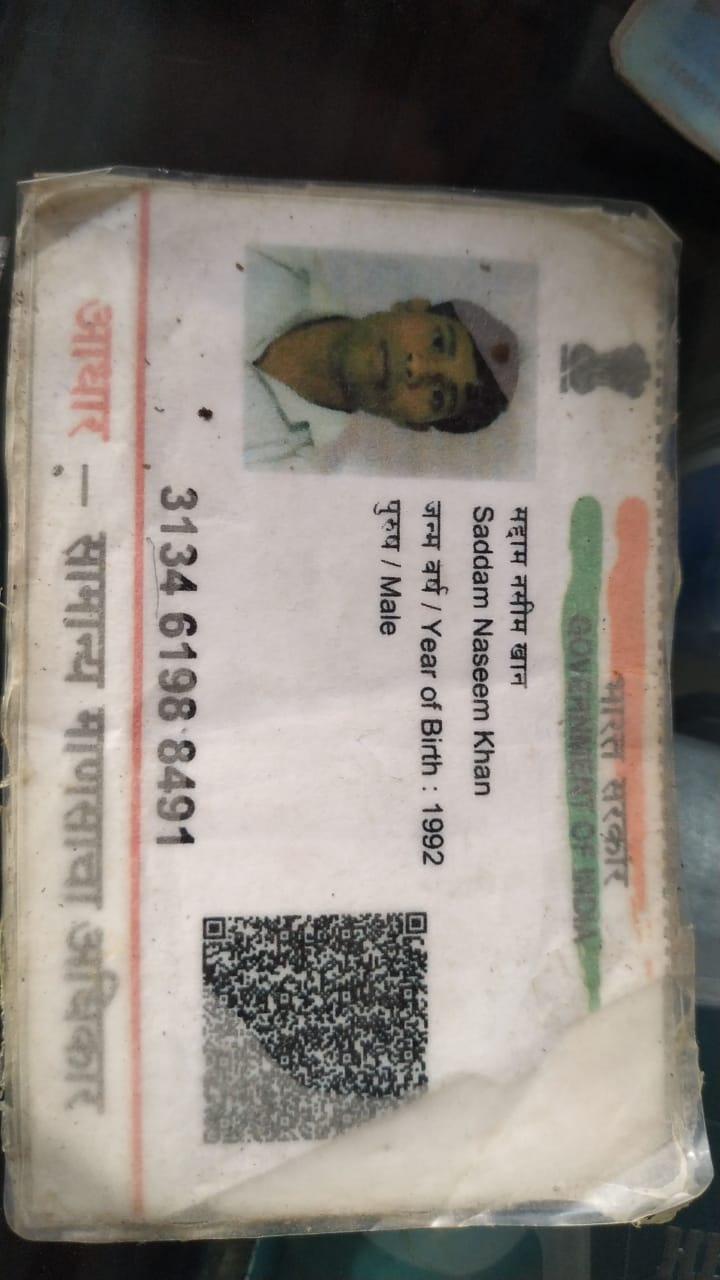 भारत सरकार
GOVERNMENT OF INDIA
सद्दाम नसीम खान
Saddam Naseem Khan
जन्म वर्ष / Year of Birth : 1992
पुरुष / Male
3134 6198 8491
आधार – सामान्य माणसाचा अधिकार